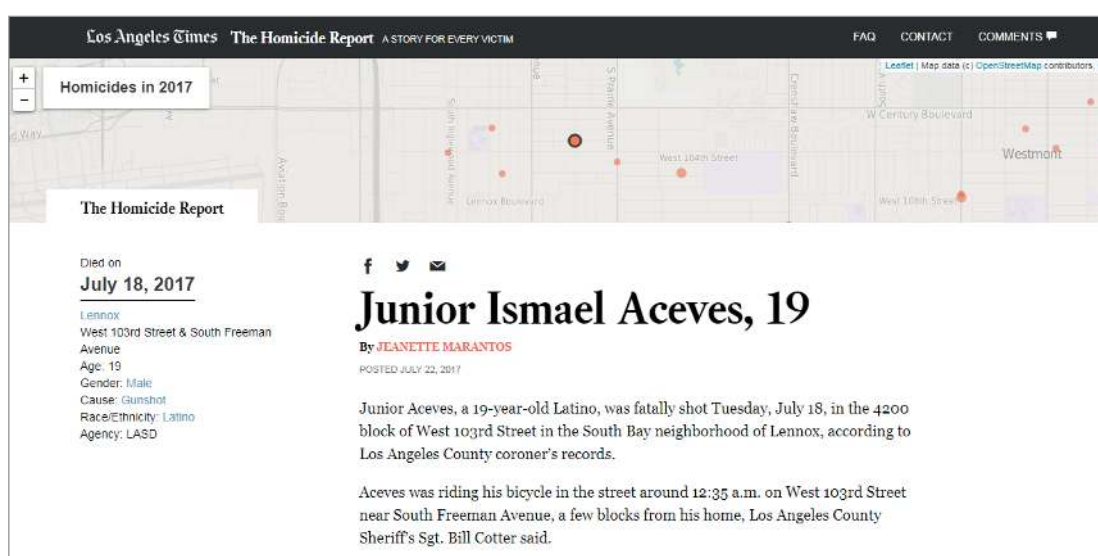 Los Angeles Times The Homicide Report A STORY FOR EVERY VICTIM
FAQ CONTACT COMMENTS
Leaflet | Map data (c) OpenStreetMap contributors,
+
−
Homicides in 2017
S Prairie Avenue
Crenshaw Boulevard
W Century Boulevard
West 104th Street
Westmont
South Inglewood Avenue
Lennox Boulevard
West 108th Street
The Homicide Report
Died on
July 18, 2017
Lennox
West 103rd Street & South Freeman
Avenue
Age: 19
Gender: Male
Cause: Gunshot
Race/Ethnicity: Latino
Agency: LASD
Junior Ismael Aceves, 19
By JEANETTE MARANTOS
POSTED JULY 22, 2017
Junior Aceves, a 19-year-old Latino, was fatally shot Tuesday, July 18, in the 4200
block of West 103rd Street in the South Bay neighborhood of Lennox, according to
Los Angeles County coroner's records.
Aceves was riding his bicycle in the street around 12:35 a.m. on West 103rd Street
near South Freeman Avenue, a few blocks from his home, Los Angeles County
Sheriff's Sgt. Bill Cotter said.